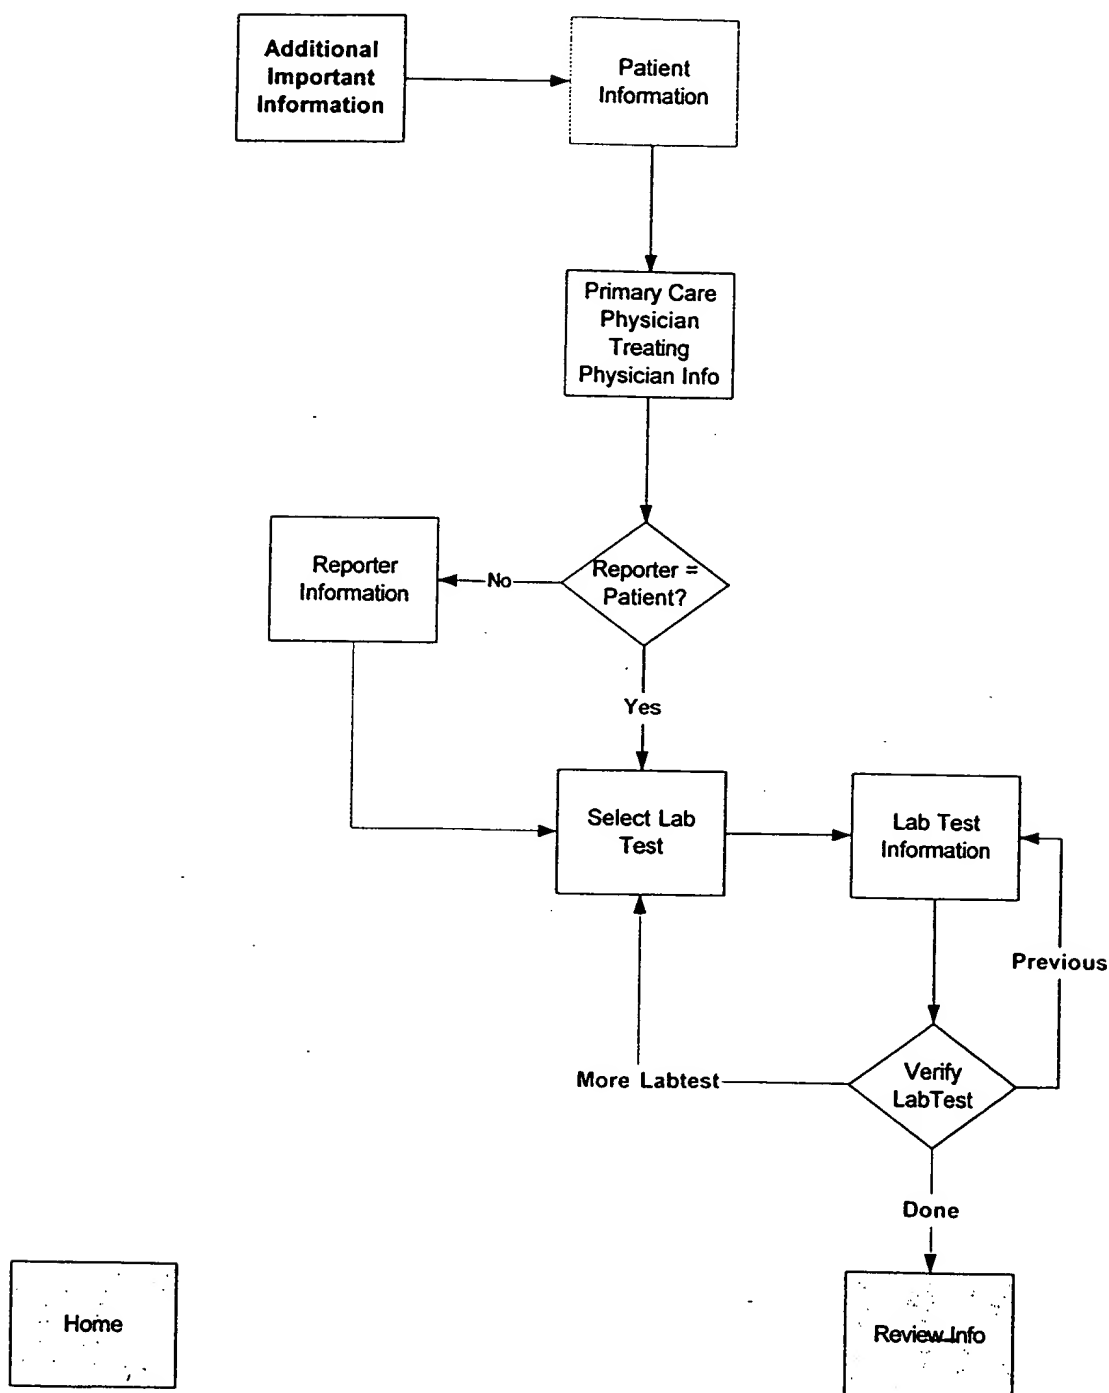 Additional
Important
Information
Patient
Information
Primary Care
Physician
Treating
Physician Info
Reporter =
Patient?
No
Reporter
Information
Yes
Select Lab
Test
Lab Test
Information
Previous
Verify
LabTest
More Labtest
Done
Home
Review Info